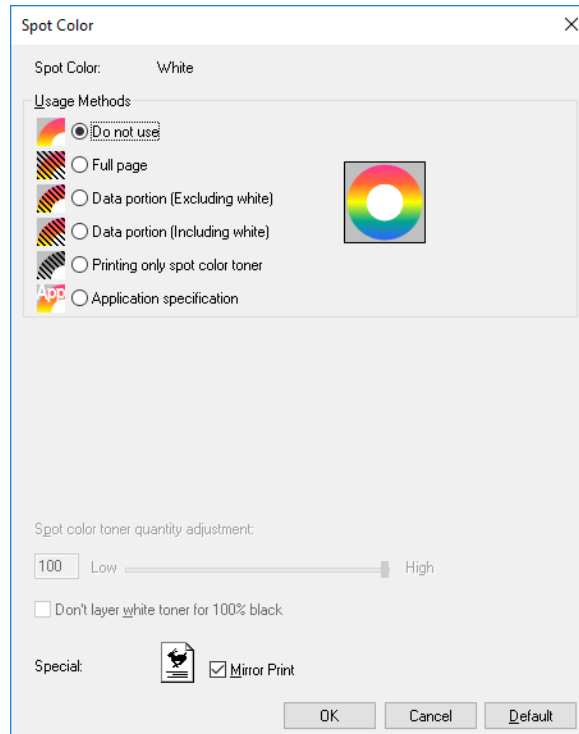 Spot Color
Spot Color: White
Usage Methods
Do not use
Full page
Data portion (Excluding white)
Data portion (Including white)
Printing only spot color toner
App
Application specification
Spot color toner quantity adjustment:
100 Low High
Don't layer white toner for 100% black
Special: Mirror Print
OK Cancel Default